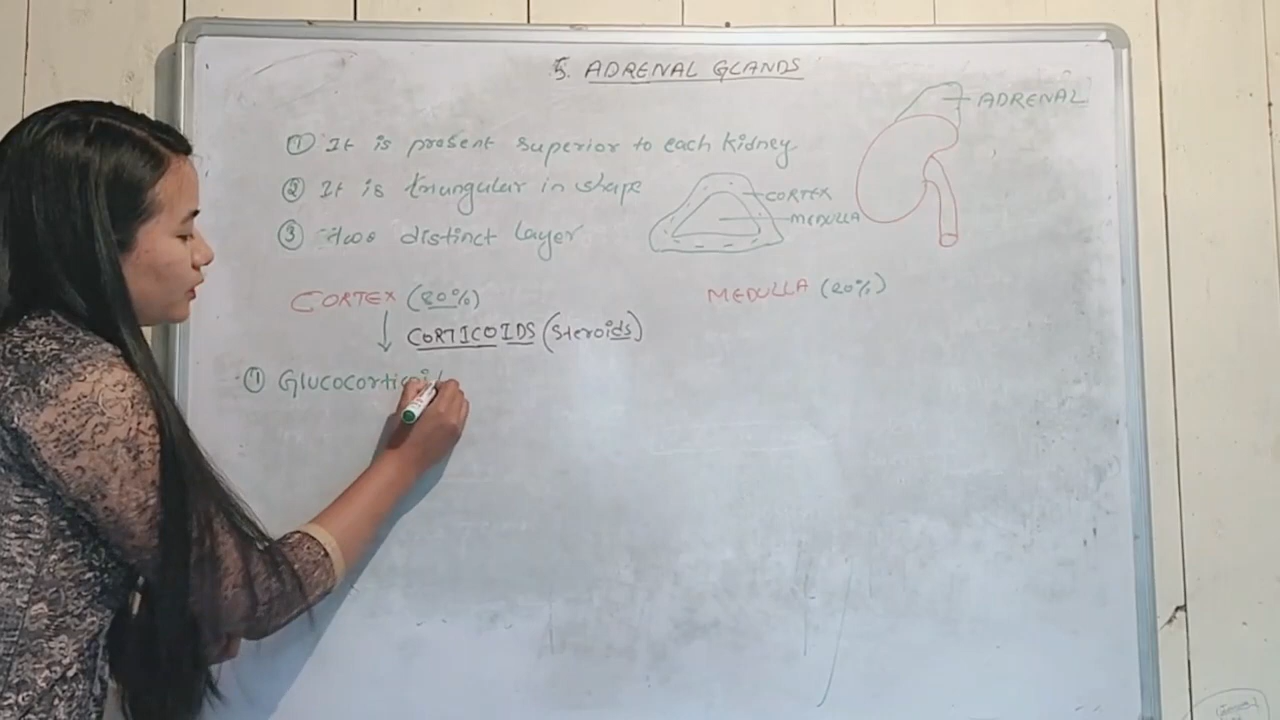 5. ADRENAL GLANDS
ADRENAL
① It is present superior to each kidney
② It is triangular in shape
CORTEX
MEDULLA
③ two distinct layer
CORTEX (80%)
MEDULLA (20%)
CORTICOIDS (Steroids)
① Glucocorticoid